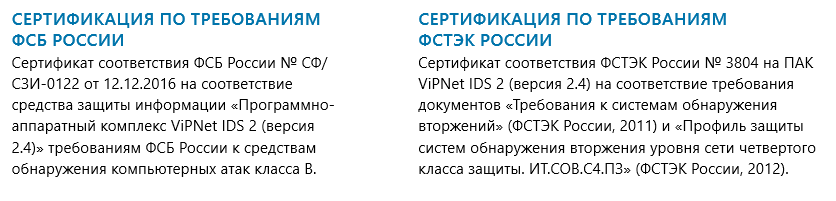 СЕРТИФИКАЦИЯ ПО ТРЕБОВАНИЯМ
ФСБ РОССИИ
Сертификат соответствия ФСБ России № СФ/
СЗИ-0122 от 12.12.2016 на соответствие
средства защиты информации «Программно-
аппаратный комплекс ViPNet IDS 2 (версия
2.4)» требованиям ФСБ России к средствам
обнаружения компьютерных атак класса В.
СЕРТИФИКАЦИЯ ПО ТРЕБОВАНИЯМ
ФСТЭК РОССИИ
Сертификат соответствия ФСТЭК России № 3804 на ПАК
ViPNet IDS 2 (версия 2.4) на соответствие требования
документов «Требования к системам обнаружения
вторжений» (ФСТЭК России, 2011) и «Профиль защиты
систем обнаружения вторжения уровня сети четвертого
класса защиты. ИТ.СОВ.С4.ПЗ» (ФСТЭК России, 2012).